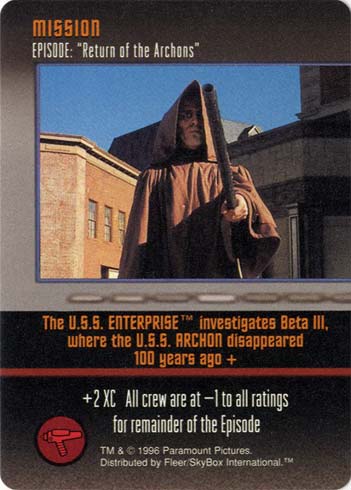 MISSION
EPISODE: "Return of the Archons"
The U.S.S. ENTERPRISE™ investigates Beta III,
where the U.S.S. ARCHON disappeared
100 years ago +
+2 XC All crew are at –1 to all ratings
for remainder of the Episode
TM & © 1996 Paramount Pictures.
Distributed by Fleer/SkyBox International.™